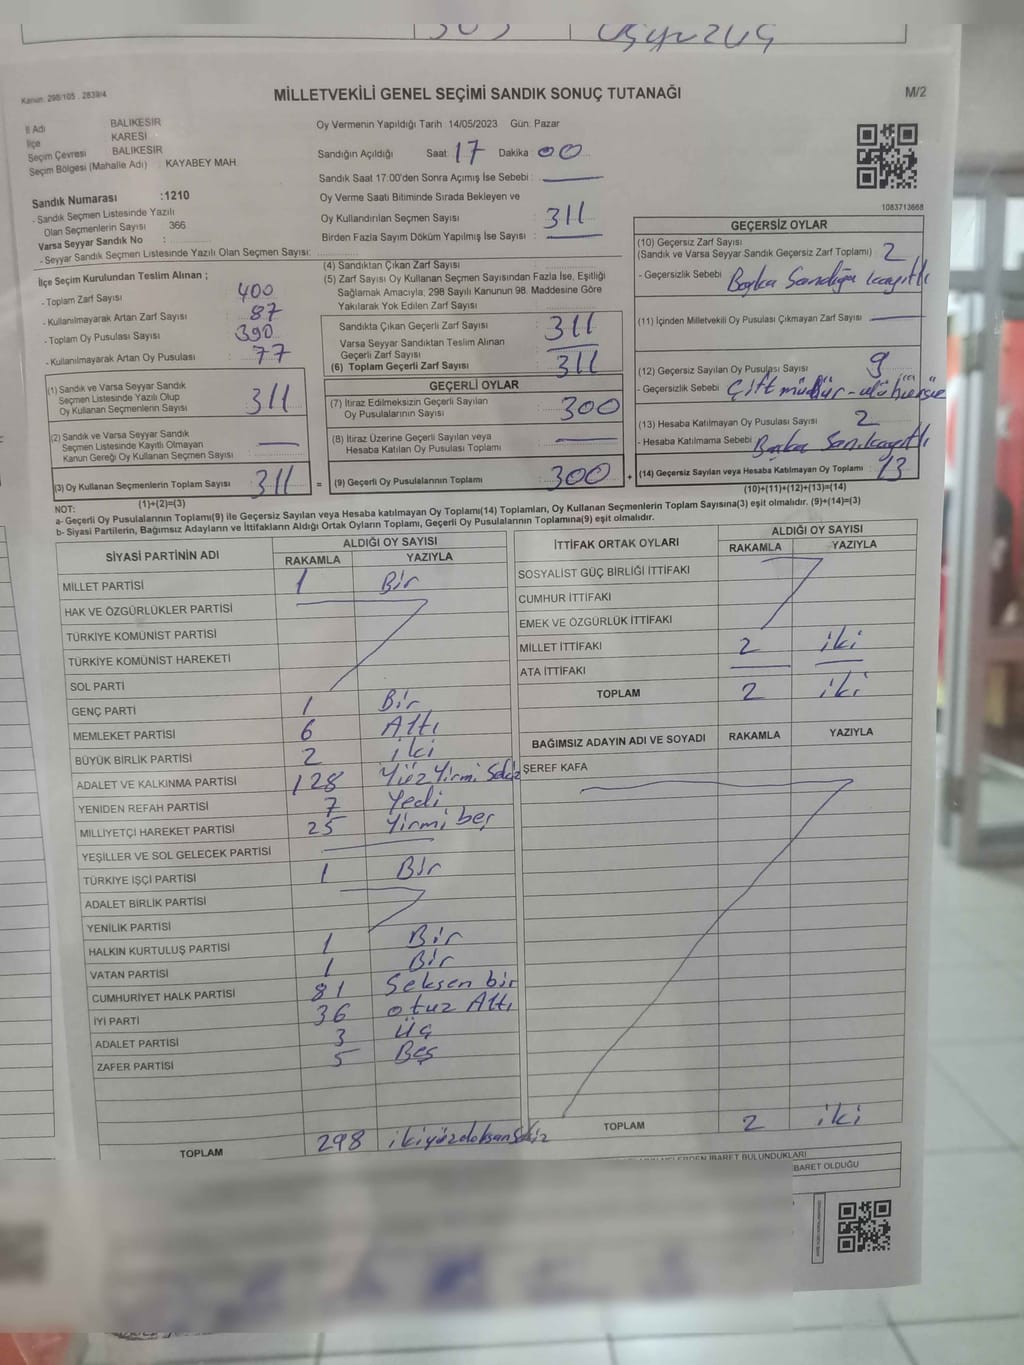 Kanun: 298/105 . 2839/4
MİLLETVEKİLİ GENEL SEÇİMİ SANDIK SONUÇ TUTANAĞI
M/2
İl Adı BALIKESİR
İlçe KARESİ
Seçim Çevresi BALIKESİR
Seçim Bölgesi (Mahalle Adı) : KAYABEY MAH.
Oy Vermenin Yapıldığı Tarih :14/05/2023 Gün: Pazar
Sandığın Açıldığı Saat: 17 Dakika 00
Sandık Saat 17:00'den Sonra Açımış İse Sebebi :
Oy Verme Saati Bitiminde Sırada Bekleyen ve
Oy Kullandırılan Seçmen Sayısı : 311
Birden Fazla Sayım Döküm Yapılmış İse Sayısı :
1083713668
Sandık Numarası :1210
- Sandık Seçmen Listesinde Yazılı
Olan Seçmenlerin Sayısı 366
Varsa Seyyar Sandık No :
- Seyyar Sandık Seçmen Listesinde Yazılı Olan Seçmen Sayısı:
İlçe Seçim Kurulundan Teslim Alınan ;
- Toplam Zarf Sayısı : 400
- Kullanılmayarak Artan Zarf Sayısı : 87
- Toplam Oy Pusulası Sayısı : 390
- Kullanılmayarak Artan Oy Pusulası : 77
(1) Sandık ve Varsa Seyyar Sandık
Seçmen Listesinde Yazılı Olup
Oy Kullanan Seçmenlerin Sayısı : 311
(2) Sandık ve Varsa Seyyar Sandık
Seçmen Listesinde Kayıtlı Olmayan
Kanun Gereği Oy Kullanan Seçmen Sayısı :
(3) Oy Kullanan Seçmenlerin Toplam Sayısı : 311
(1)+(2)=(3)
(4) Sandıktan Çıkan Zarf Sayısı :
(5) Zarf Sayısı Oy Kullanan Seçmen Sayısından Fazla İse, Eşitliği
Sağlamak Amacıyla, 298 Sayılı Kanunun 98. Maddesine Göre
Yakılarak Yok Edilen Zarf Sayısı :
Sandıkta Çıkan Geçerli Zarf Sayısı : 311
Varsa Seyyar Sandıktan Teslim Alınan
Geçerli Zarf Sayısı :
(6) Toplam Geçerli Zarf Sayısı : 311
GEÇERLİ OYLAR
(7) İtiraz Edilmeksizin Geçerli Sayılan
Oy Pusulalarının Sayısı : 300
(8) İtiraz Üzerine Geçerli Sayılan veya
Hesaba Katılan Oy Pusulası Toplamı :
= (9) Geçerli Oy Pusulalarının Toplamı : 300 +
GEÇERSİZ OYLAR
(10) Geçersiz Zarf Sayısı
(Sandık ve Varsa Seyyar Sandık Geçersiz Zarf Toplamı) : 2
- Geçersizlik Sebebi : Başka Sandığa kayıtlı
(11) İçinden Milletvekili Oy Pusulası Çıkmayan Zarf Sayısı :
(12) Geçersiz Sayılan Oy Pusulası Sayısı : 9
- Geçersizlik Sebebi : Çift mühür
(13) Hesaba Katılmayan Oy Pusulası Sayısı : 2
- Hesaba Katılmama Sebebi : Başka San.kayıtlı
(14) Geçersiz Sayılan veya Hesaba Katılmayan Oy Toplamı : 13
(10)+(11)+(12)+(13)=(14)
NOT:
a- Geçerli Oy Pusulalarının Toplamı(9) ile Geçersiz Sayılan veya Hesaba katılmayan Oy Toplamı(14) Toplamları, Oy Kullanan Seçmenlerin Toplam Sayısına(3) eşit olmalıdır. (9)+(14)=(3)
b- Siyasi Partilerin, Bağımsız Adayların ve İttifakların Aldığı Ortak Oyların Toplamı, Geçerli Oy Pusulalarının Toplamına(9) eşit olmalıdır.
SİYASİ PARTİNİN ADI ALDIĞI OY SAYISI
RAKAMLA YAZIYLA
MİLLET PARTİSİ 1 Bir
HAK VE ÖZGÜRLÜKLER PARTİSİ
TÜRKİYE KOMÜNİST PARTİSİ
TÜRKİYE KOMÜNİST HAREKETİ
SOL PARTİ
GENÇ PARTİ 1 Bir
MEMLEKET PARTİSİ 6 Altı
BÜYÜK BİRLİK PARTİSİ 2 iki
ADALET VE KALKINMA PARTİSİ 128 Yüz Yirmi Sekiz
YENİDEN REFAH PARTİSİ 7 Yedi
MİLLİYETÇİ HAREKET PARTİSİ 25 Yirmi beş
YEŞİLLER VE SOL GELECEK PARTİSİ
TÜRKİYE İŞÇİ PARTİSİ 1 Bir
ADALET BİRLİK PARTİSİ
YENİLİK PARTİSİ
HALKIN KURTULUŞ PARTİSİ 1 Bir
VATAN PARTİSİ 1 Bir
CUMHURİYET HALK PARTİSİ 81 Seksen bir
İYİ PARTİ 36 otuz Altı
ADALET PARTİSİ 3 Üç
ZAFER PARTİSİ 5 Beş
TOPLAM 298 ikiyüzdoksanSekiz
İTTİFAK ORTAK OYLARI ALDIĞI OY SAYISI
RAKAMLA YAZIYLA
SOSYALİST GÜÇ BİRLİĞİ İTTİFAKI
CUMHUR İTTİFAKI
EMEK VE ÖZGÜRLÜK İTTİFAKI
MİLLET İTTİFAKI 2 iki
ATA İTTİFAKI
TOPLAM 2 iki
BAĞIMSIZ ADAYIN ADI VE SOYADI RAKAMLA YAZIYLA
ŞEREF KAFA
TOPLAM 2 iki
İBARET BULUNDUKLARI
İBARET OLDUĞU